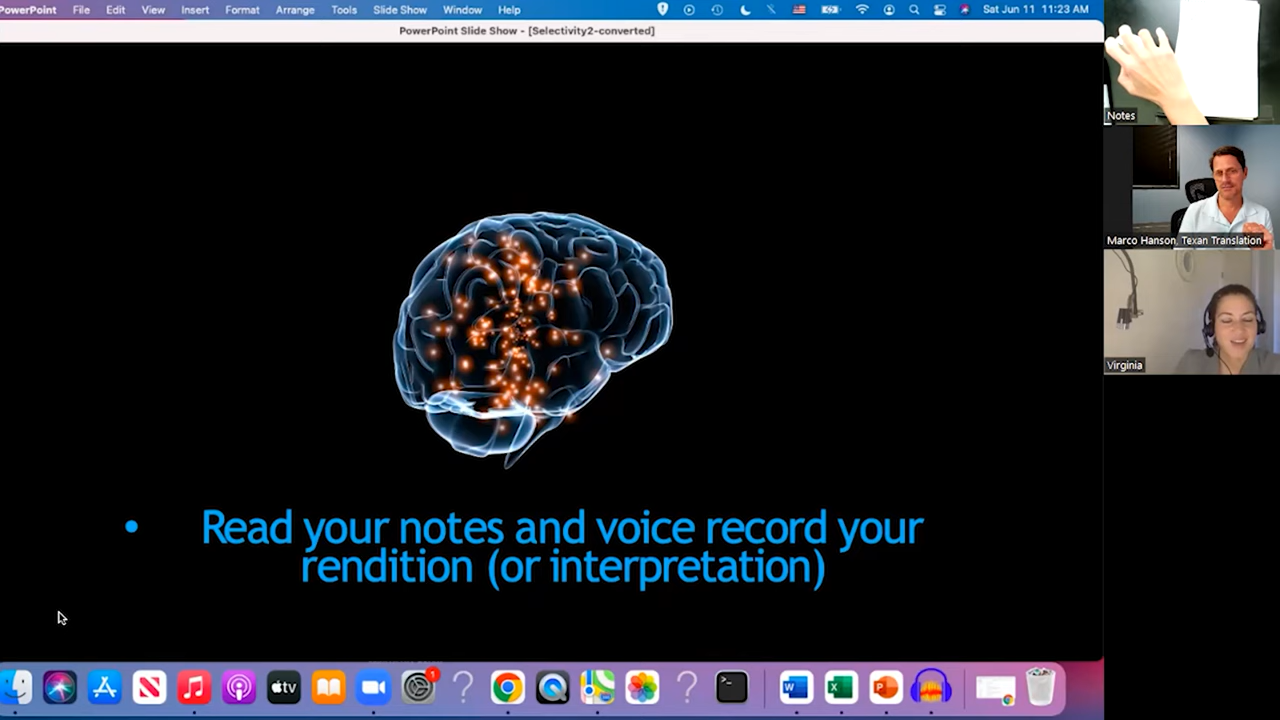 PowerPoint File Edit View Insert Format Arrange Tools Slide Show Window Help Sat Jun 11 11:23 AM
PowerPoint Slide Show - [Selectivity2-converted]
Notes
Marco Hanson, Texan Translation
Virginia
• Read your notes and voice record your
rendition (or interpretation)
tv
1
W
X
P